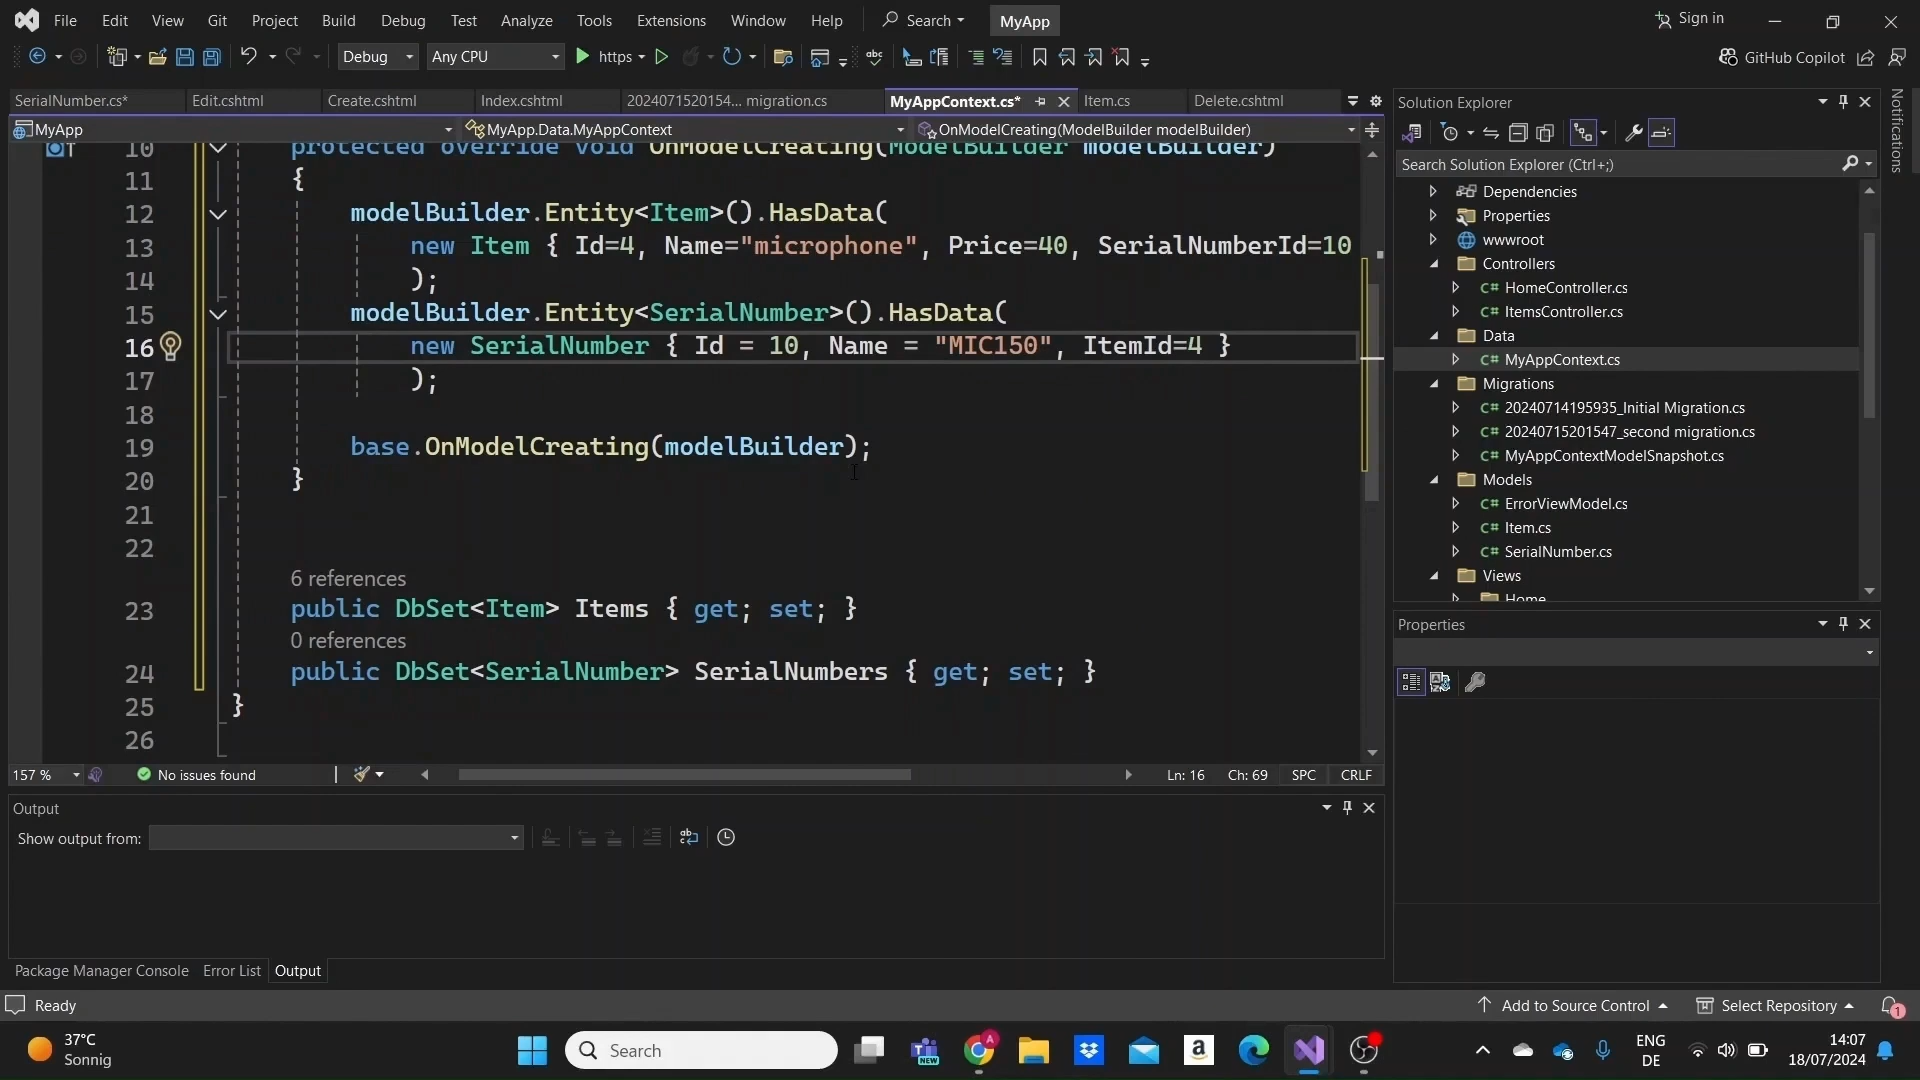 File Edit View Git Project Build Debug Test Analyze Tools Extensions Window Help Search MyApp Sign in
Debug Any CPU https GitHub Copilot
SerialNumber.cs* Edit.cshtml Create.cshtml Index.cshtml 2024071520154... migration.cs MyAppContext.cs* Item.cs Delete.cshtml
MyApp MyApp.Data.MyAppContext OnModelCreating(ModelBuilder modelBuilder)
10 protected override void OnModelCreating(ModelBuilder modelBuilder)
11 {
12 modelBuilder.Entity<Item>().HasData(
13 new Item { Id=4, Name="microphone", Price=40, SerialNumberId=10
14 );
15 modelBuilder.Entity<SerialNumber>().HasData(
16 new SerialNumber { Id = 10, Name = "MIC150", ItemId=4 }
17 );
18
19 base.OnModelCreating(modelBuilder);
20 }
21
22
6 references
23 public DbSet<Item> Items { get; set; }
0 references
24 public DbSet<SerialNumber> SerialNumbers { get; set; }
25 }
26
157 % No issues found Ln: 16 Ch: 69 SPC CRLF
Output
Show output from:
Package Manager Console Error List Output
Solution Explorer
Search Solution Explorer (Ctrl+;)
Dependencies
Properties
wwwroot
Controllers
C# HomeController.cs
C# ItemsController.cs
Data
C# MyAppContext.cs
Migrations
C# 20240714195935_Initial Migration.cs
C# 20240715201547_second migration.cs
C# MyAppContextModelSnapshot.cs
Models
C# ErrorViewModel.cs
C# Item.cs
C# SerialNumber.cs
Views
Home
Properties
Notifications
Ready Add to Source Control Select Repository 1
37°C
Sonnig
Search
NEW
A
ENG
DE
14:07
18/07/2024